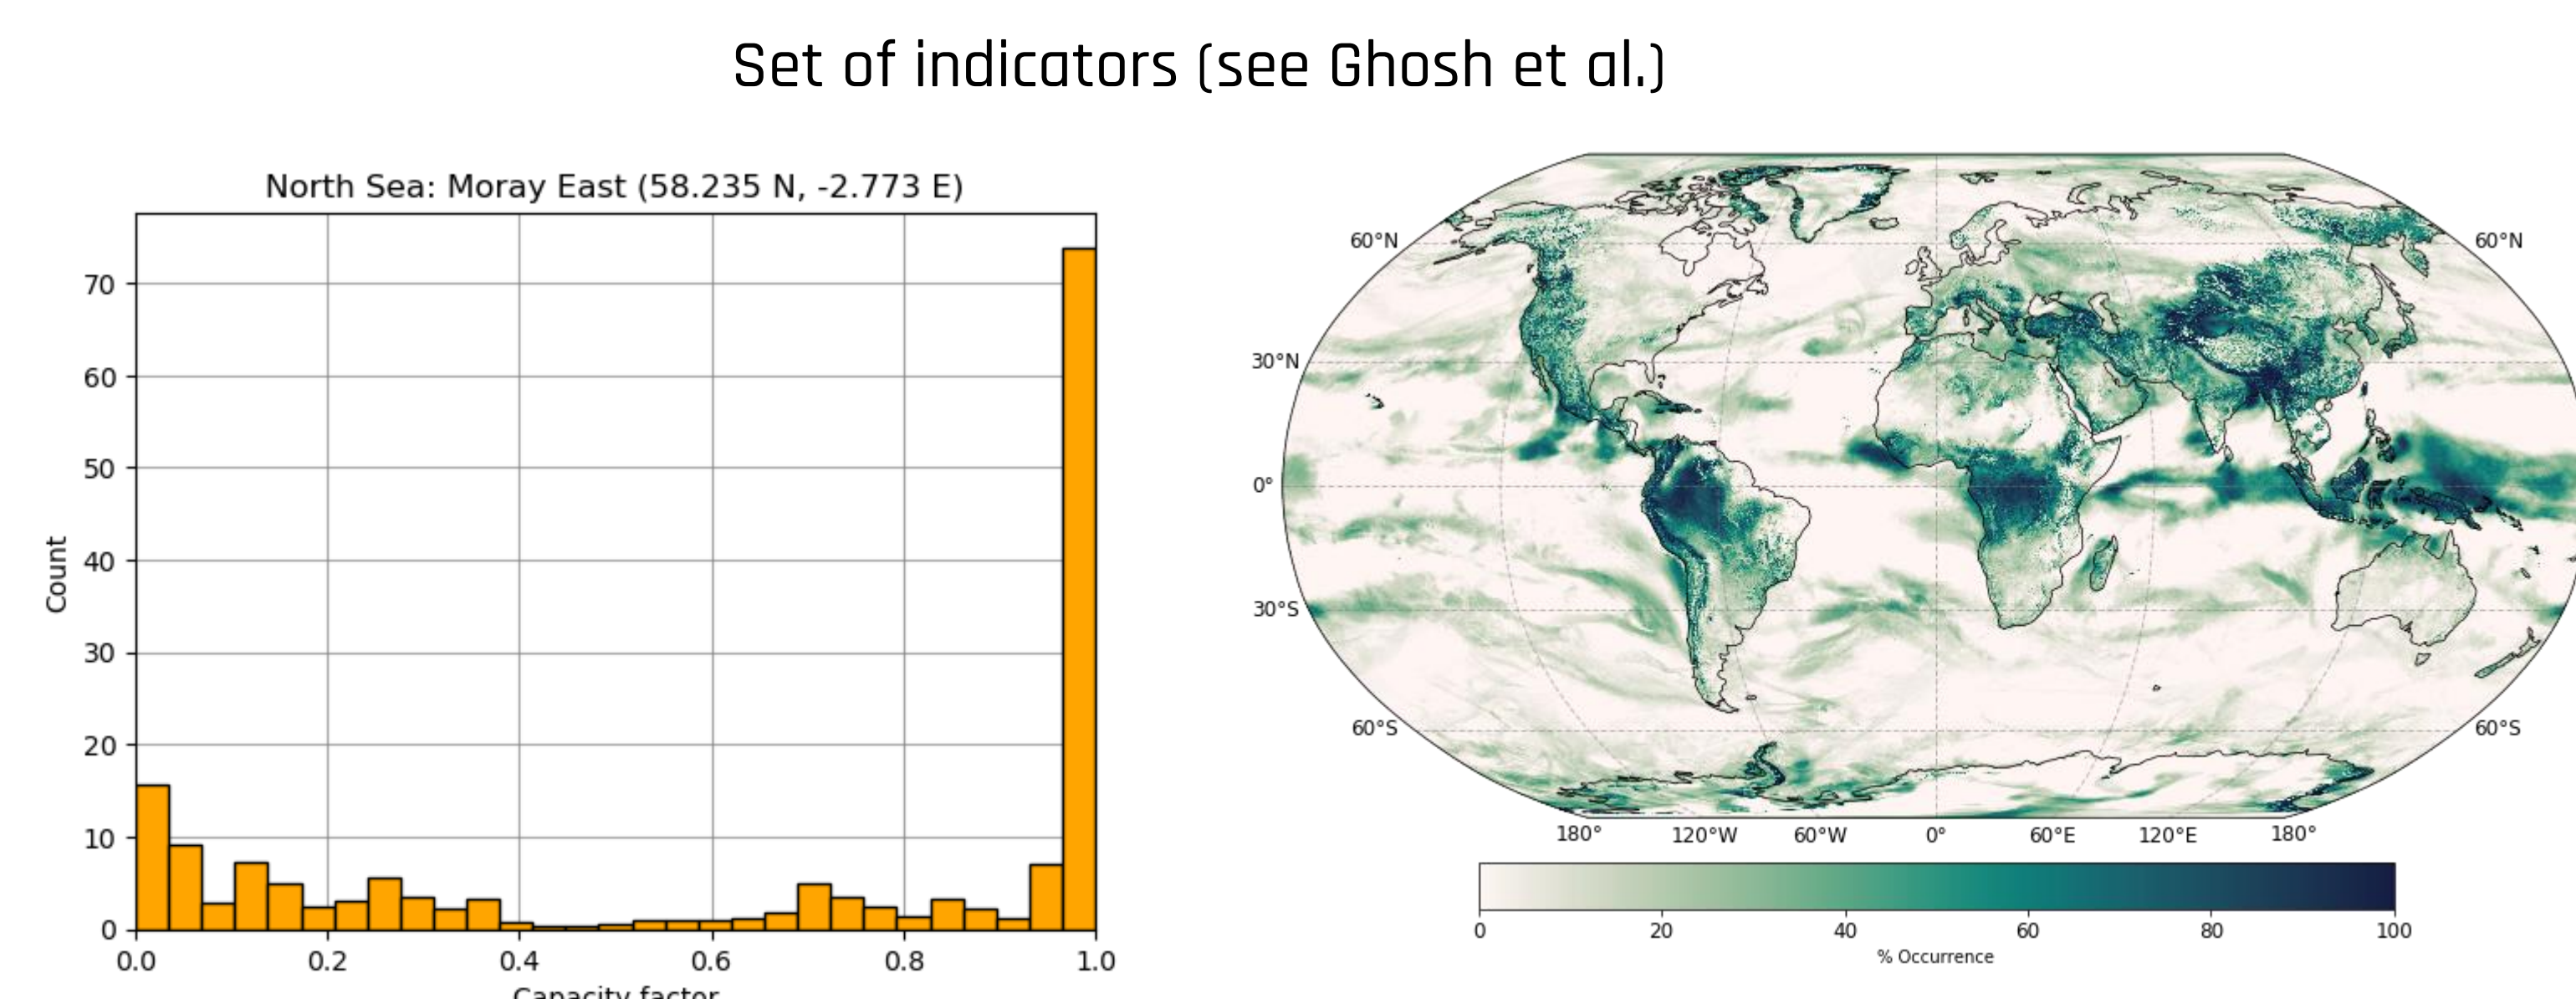 Set of indicators (see Ghosh et al.)
North Sea: Moray East (58.235 N, -2.773 E)
Count
70
60
50
40
30
20
10
0
0.0 0.2 0.4 0.6 0.8 1.0
Capacity factor
60°N 60°N
30°N
0°
30°S
60°S 60°S
180° 120°W 60°W 0° 60°E 120°E 180°
0 20 40 60 80 100
% Occurrence